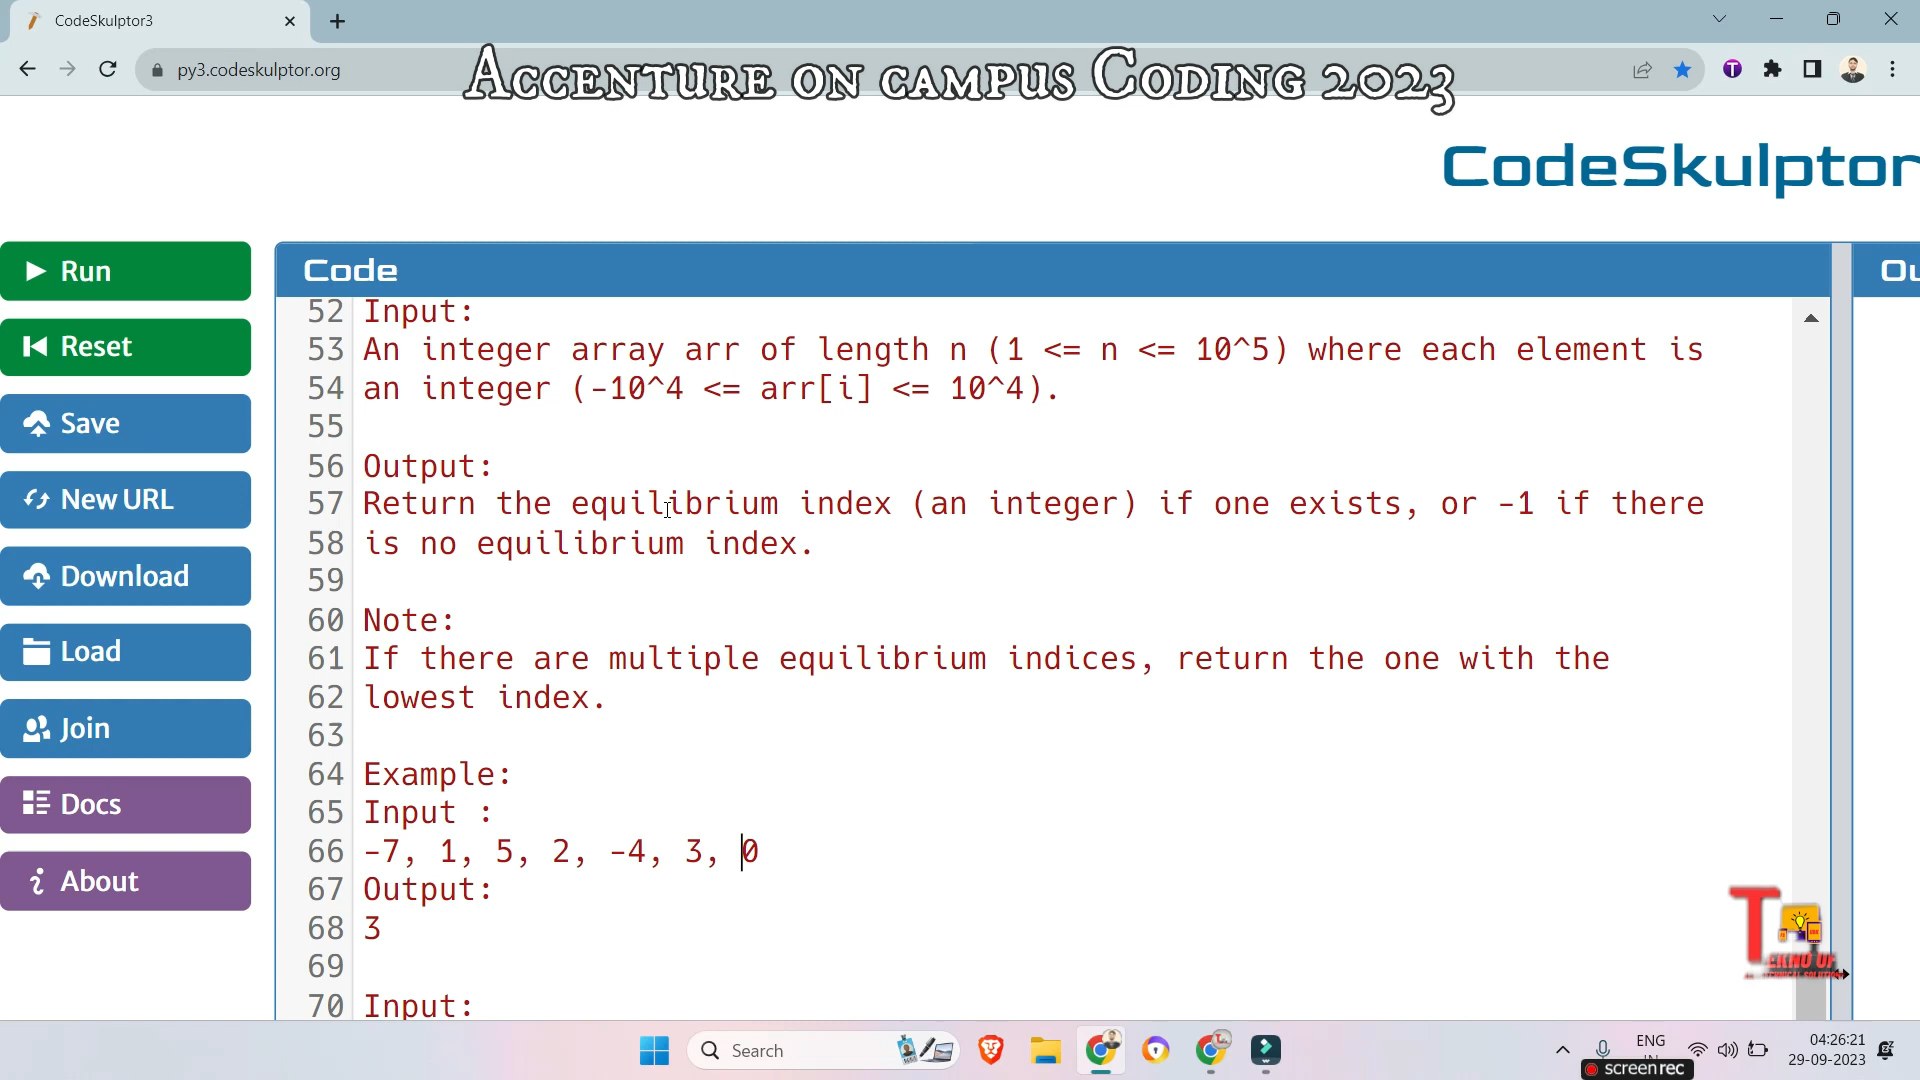 CodeSkulptor3
py3.codeskulptor.org
Accenture on campus Coding 2023
CodeSkulptor
Run
Reset
Save
New URL
Download
Load
Join
Docs
About
Code
Ou
52 Input:
53 An integer array arr of length n (1 <= n <= 10^5) where each element is
54 an integer (-10^4 <= arr[i] <= 10^4).
55
56 Output:
57 Return the equilibrium index (an integer) if one exists, or -1 if there
58 is no equilibrium index.
59
60 Note:
61 If there are multiple equilibrium indices, return the one with the
62 lowest index.
63
64 Example:
65 Input :
66 -7, 1, 5, 2, -4, 3, 0
67 Output:
68 3
69
70 Input:
Search
ENG
04:26:21
29-09-2023
screenrec